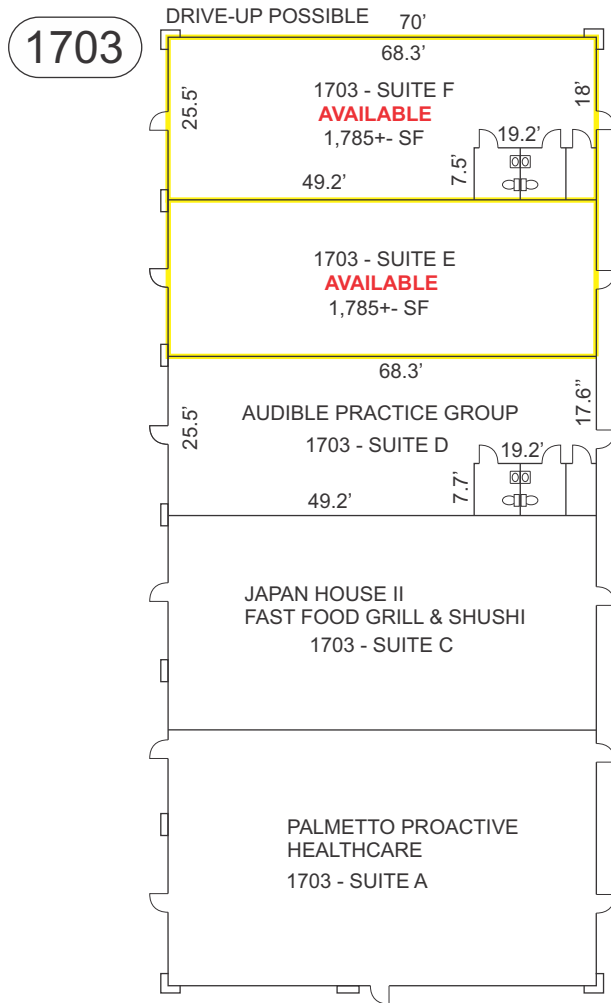 DRIVE-UP POSSIBLE
70’
1703
68.3’
25.5’
18’
1703 - SUITE F
AVAILABLE
1,785+- SF
19.2’
7.5’
49.2’
1703 - SUITE E
AVAILABLE
1,785+- SF
68.3’
25.5’
17.6”
AUDIBLE PRACTICE GROUP
1703 - SUITE D
19.2’
7.7’
49.2’
JAPAN HOUSE II
FAST FOOD GRILL & SHUSHI
1703 - SUITE C
PALMETTO PROACTIVE
HEALTHCARE
1703 - SUITE A